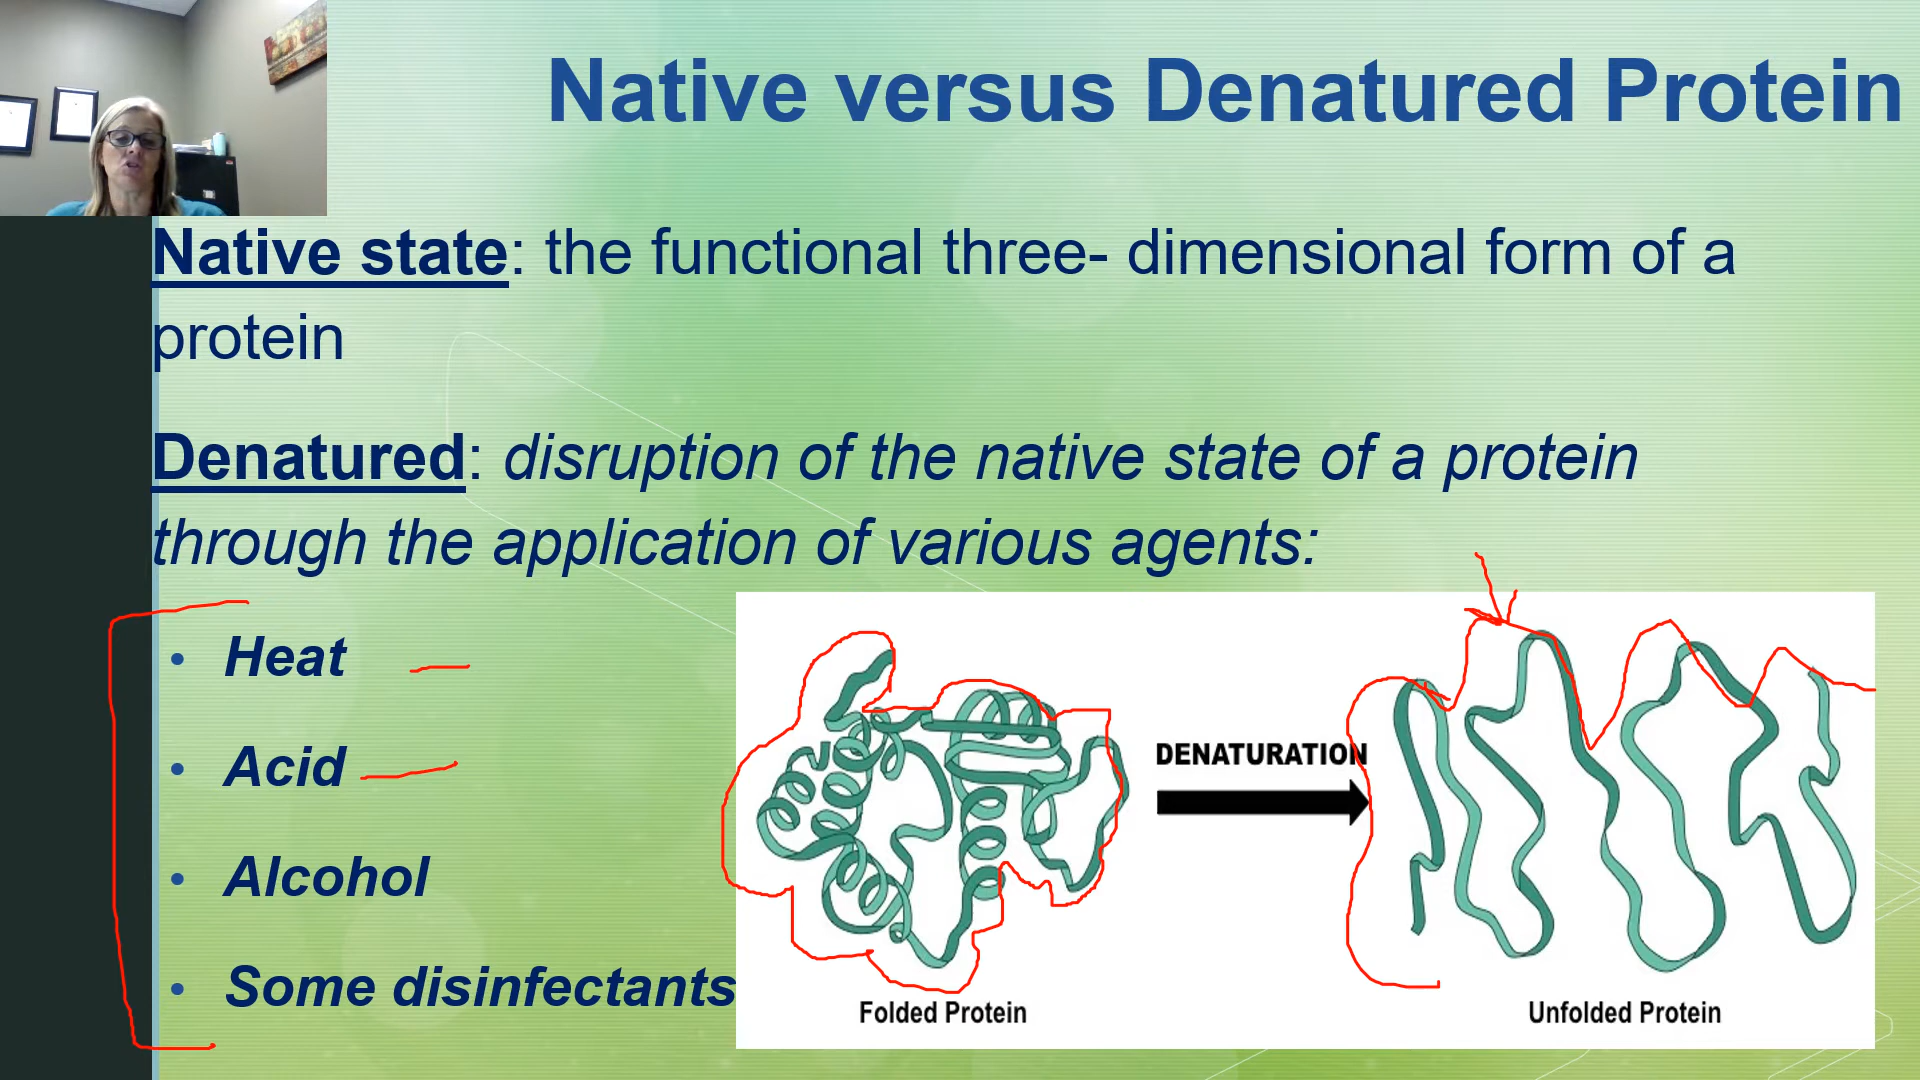 Native versus Denatured Protein
Native state: the functional three- dimensional form of a
protein
Denatured: disruption of the native state of a protein
through the application of various agents:
• Heat
• Acid
• Alcohol
• Some disinfectants
DENATURATION
Folded Protein
Unfolded Protein